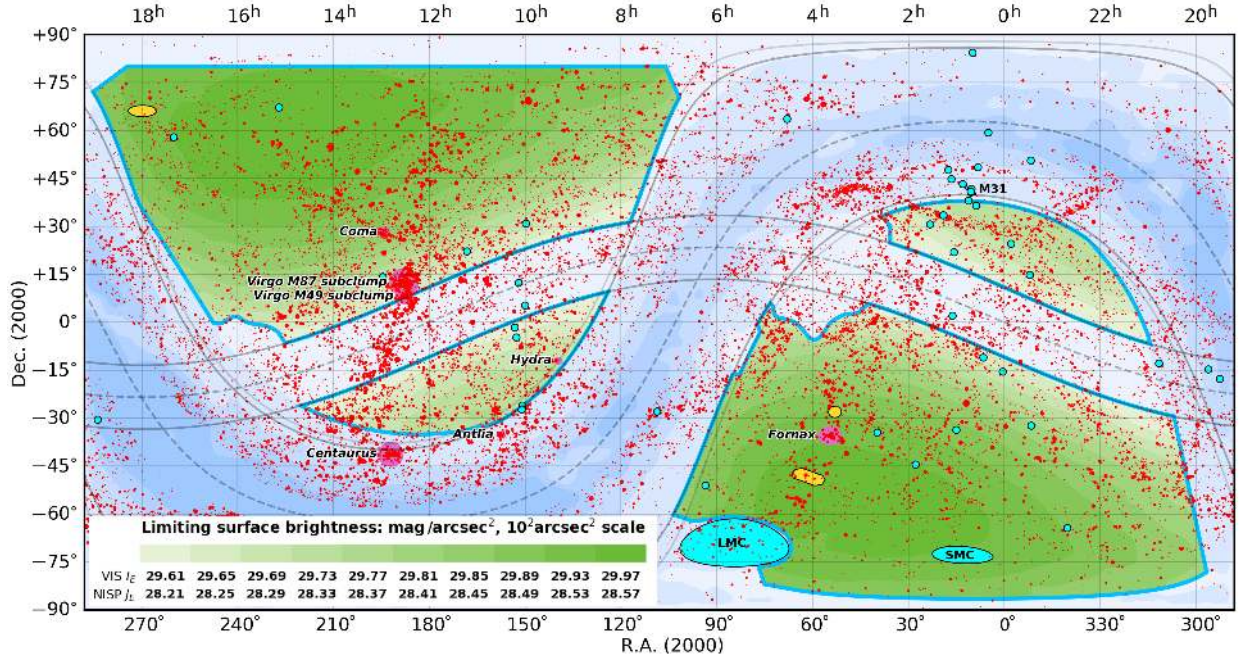 18ʰ 16ʰ 14ʰ 12ʰ 10ʰ 8ʰ 6ʰ 4ʰ 2ʰ 0ʰ 22ʰ 20ʰ
+90°
+75°
+60°
+45°
+30°
+15°
0°
−15°
−30°
−45°
−60°
−75°
−90°
Dec. (2000)
M31
Coma
Virgo M87 subclump
Virgo M49 subclump
Hydra
Antlia
Fornax
Centaurus
LMC
SMC
Limiting surface brightness: mag/arcsec², 10²arcsec² scale
VIS I_E 29.61 29.65 29.69 29.73 29.77 29.81 29.85 29.89 29.93 29.97
NISP J_E 28.21 28.25 28.29 28.33 28.37 28.41 28.45 28.49 28.53 28.57
270° 240° 210° 180° 150° 120° 90° 60° 30° 0° 330° 300°
R.A. (2000)